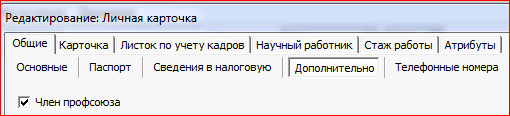 Редактирование: Личная карточка
Общие Карточка Листок по учету кадров Научный работник Стаж работы Атрибуты
Основные Паспорт Сведения в налоговую Дополнительно Телефонные номера
Член профсоюза